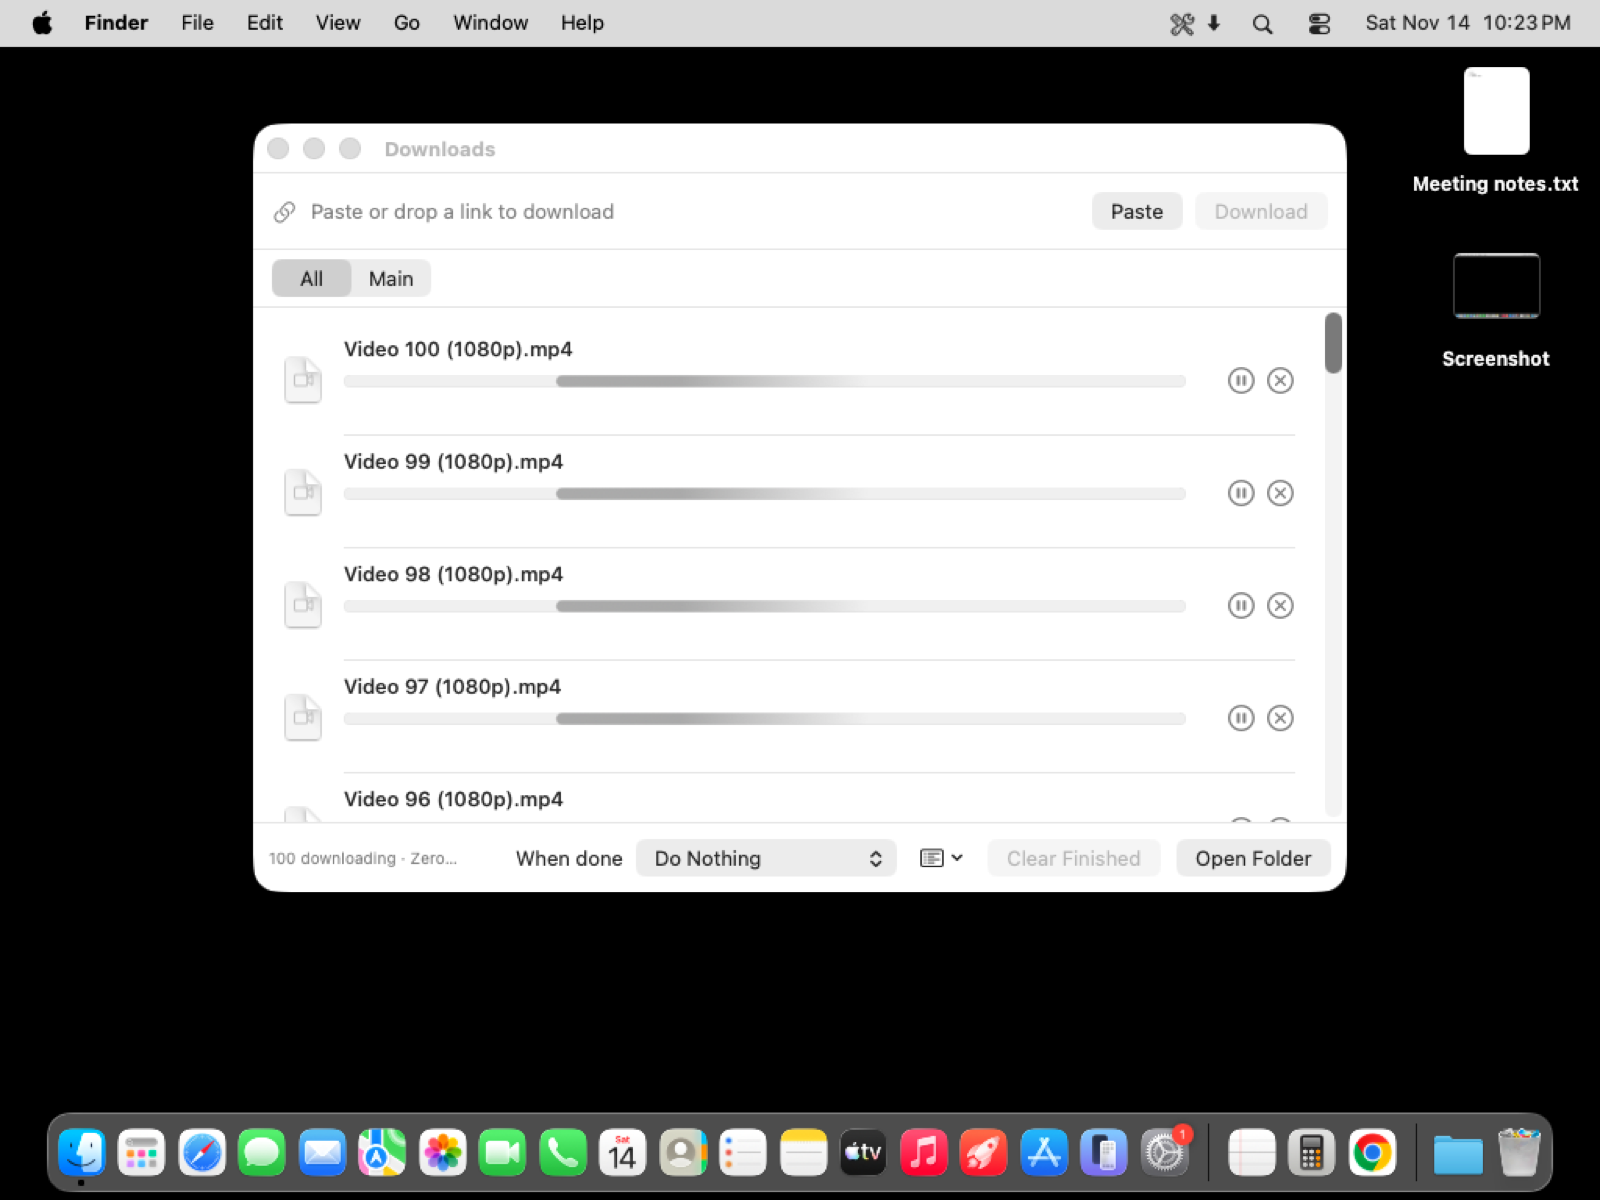 Finder File Edit View Go Window Help Sat Nov 14 10:23 PM
Meeting notes.txt
Screenshot
Downloads
Paste or drop a link to download Paste Download
All Main
Video 100 (1080p).mp4
Video 99 (1080p).mp4
Video 98 (1080p).mp4
Video 97 (1080p).mp4
Video 96 (1080p).mp4
100 downloading · Zero... When done Do Nothing Clear Finished Open Folder
Sat
14
tv
1